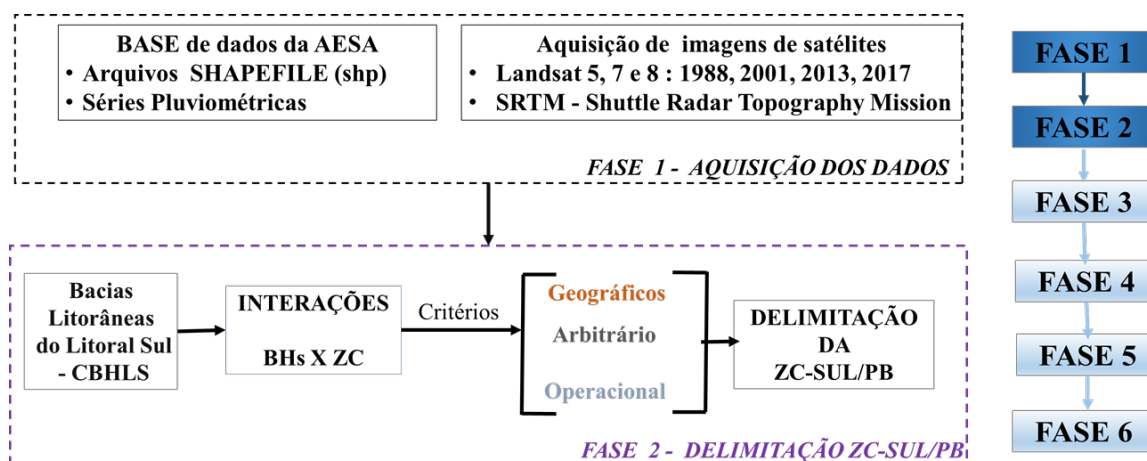 BASE de dados da AESA
• Arquivos SHAPEFILE (shp)
• Séries Pluviométricas
Aquisição de imagens de satélites
• Landsat 5, 7 e 8 : 1988, 2001, 2013, 2017
• SRTM - Shuttle Radar Topography Mission
FASE 1 - AQUISIÇÃO DOS DADOS
Bacias
Litorâneas
do Litoral Sul
- CBHLS
INTERAÇÕES
BHs X ZC
Critérios
Geográficos
Arbitrário
Operacional
DELIMITAÇÃO
DA
ZC-SUL/PB
FASE 2 - DELIMITAÇÃO ZC-SUL/PB
FASE 1
FASE 2
FASE 3
FASE 4
FASE 5
FASE 6